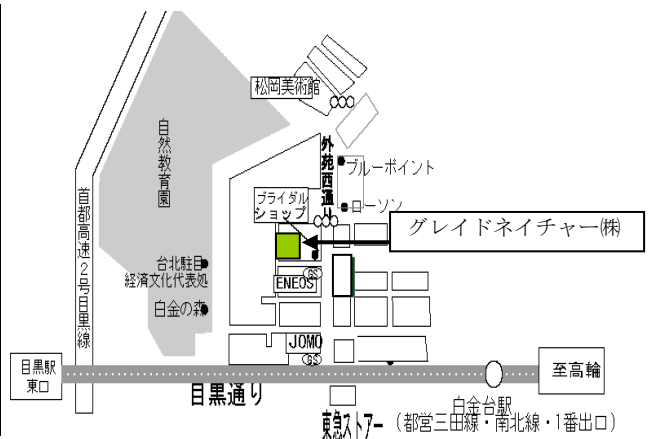 松岡美術館
自然教育園
外苑西通り
ブルーポイント
ブライダル
ショップ
ローソン
グレイドネイチャー㈱
首都高速2号目黒線
台北駐日
経済文化代表処
ENEOS
GS
白金の森
JOMO
GS
目黒駅
東口
至高輪
目黒通り
白金台駅
東急ストアー
(都営三田線・南北線・1番出口)